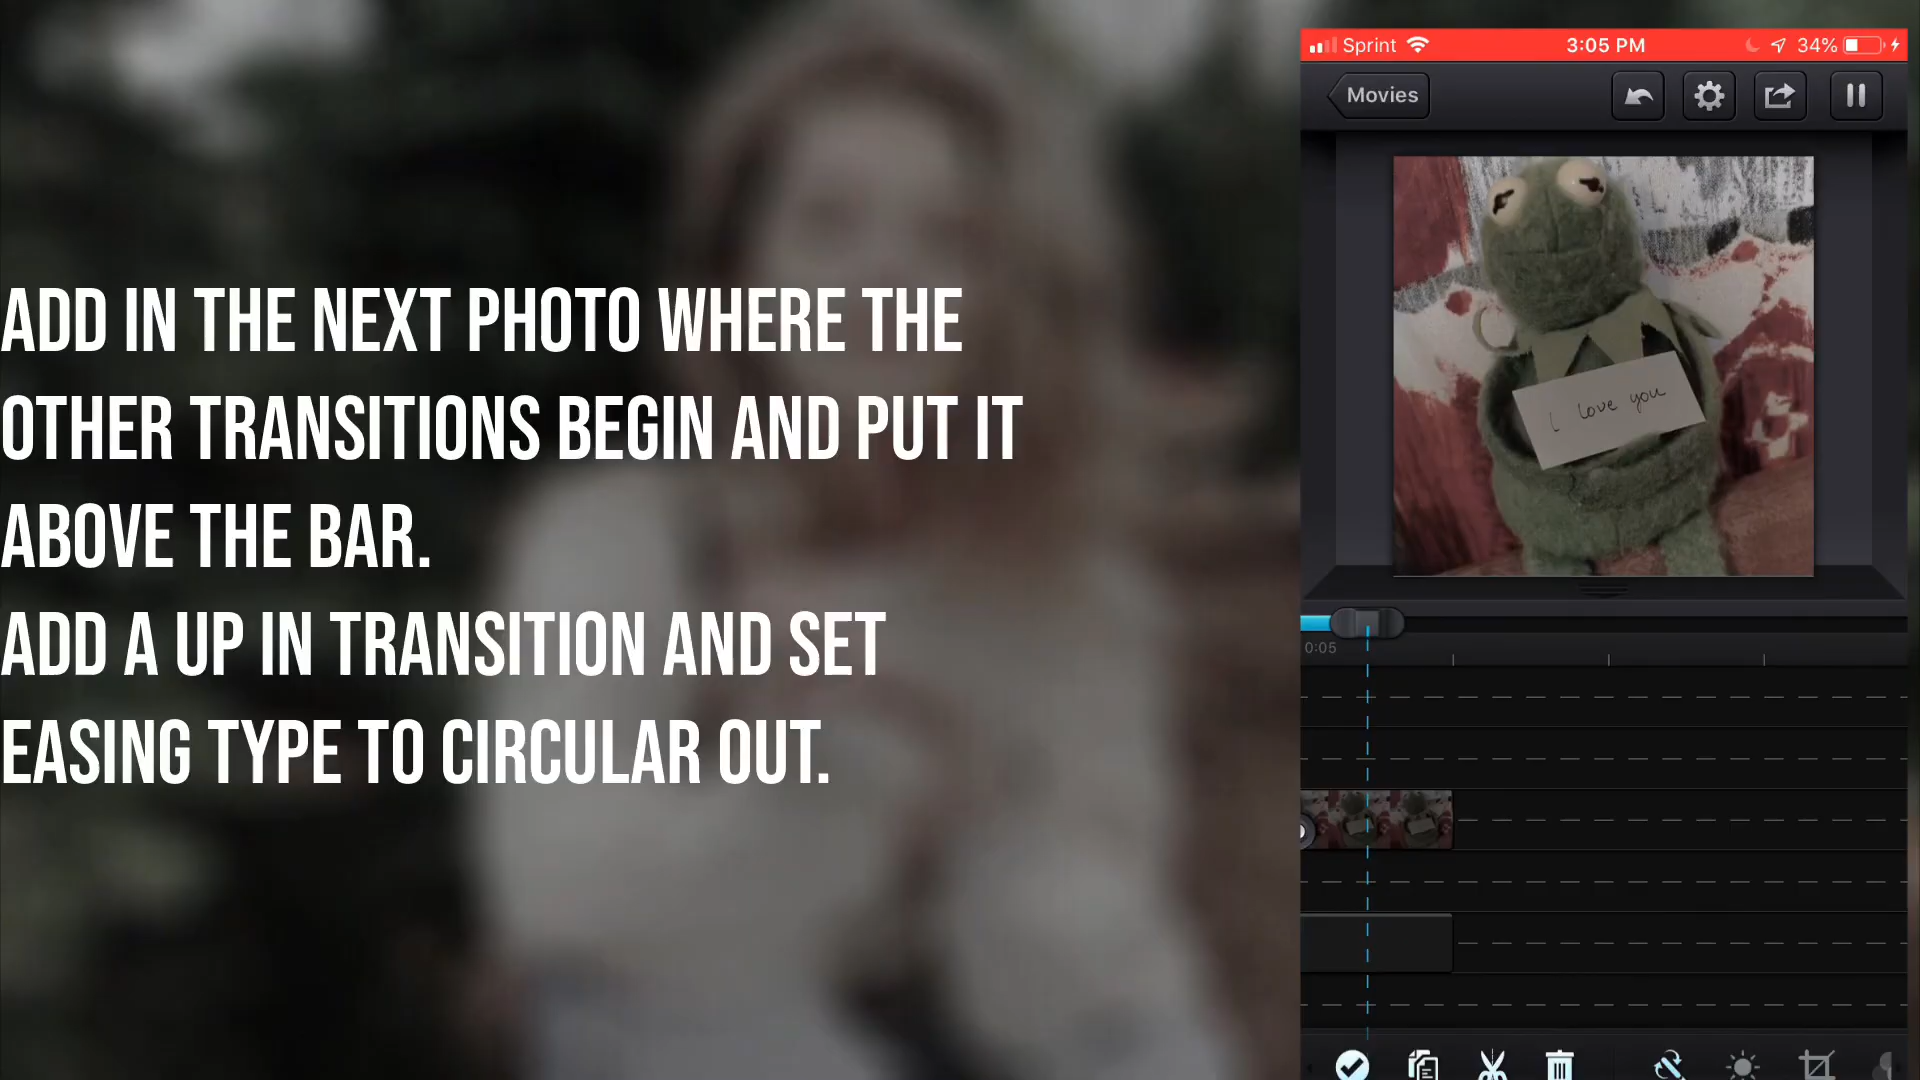 ADD IN THE NEXT PHOTO WHERE THE
OTHER TRANSITIONS BEGIN AND PUT IT
ABOVE THE BAR.
ADD A UP IN TRANSITION AND SET
EASING TYPE TO CIRCULAR OUT.
Sprint 3:05 PM 34%
Movies
I love you
0:05